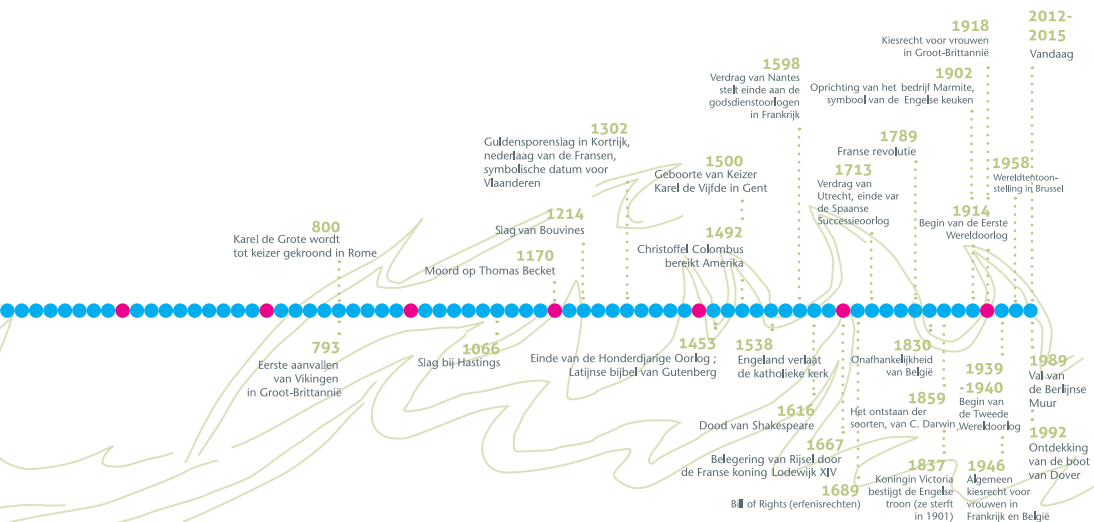 800
Karel de Grote wordt
tot keizer gekroond in Rome
1170
Moord op Thomas Becket
1214
Slag van Bouvines
1302
Guldensporenslag in Kortrijk,
nederlaag van de Fransen,
symbolische datum voor
Vlaanderen
1492
Christoffel Colombus
bereikt Amerika
1500
Geboorte van Keizer
Karel de Vijfde in Gent
1598
Verdrag van Nantes
stelt einde aan de
godsdienstoorlogen
in Frankrijk
1713
Verdrag van
Utrecht, einde var
de Spaanse
Successieoorlog
1789
Franse revolutie
1902
Oprichting van het bedrijf Marmite,
symbool van de Engelse keuken
1918
Kiesrecht voor vrouwen
in Groot-Brittannië
1914
Begin van de Eerste
Wereldoorlog
1958
Wereldtentoon-
stelling in Brussel
2012-
2015
Vandaag
793
Eerste aanvallen
van Vikingen
in Groot-Brittannië
1066
Slag bij Hastings
1453
Einde van de Honderdjarige Oorlog ;
Latijnse bijbel van Gutenberg
1538
Engeland verlaat
de katholieke kerk
1616
Dood van Shakespeare
1667
Belegering van Rijsel door
de Franse koning Lodewijk XIV
1689
Bill of Rights (erfenisrechten)
1830
Onafhankelijkheid
van België
1859
Het ontstaan der
soorten, van C. Darwin
1837
Koningin Victoria
bestijgt de Engelse
troon (ze sterft
in 1901)
1939
-1940
Begin van
de Tweede
Wereldoorlog
1946
Algemeen
kiesrecht voor
vrouwen in
Frankrijk en België
1989
Val van
de Berlijnse
Muur
1992
Ontdekking
van de boot
van Dover